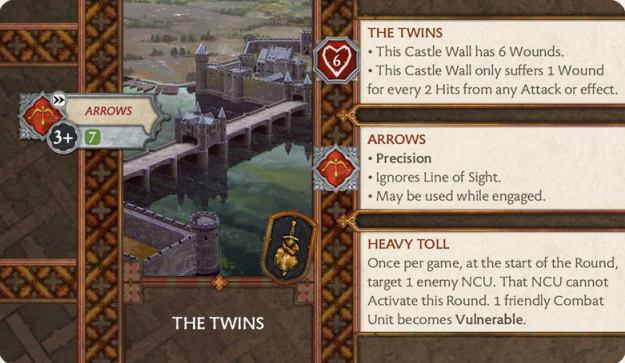 ARROWS
3+
7
THE TWINS
6
THE TWINS
• This Castle Wall has 6 Wounds.
• This Castle Wall only suffers 1 Wound
for every 2 Hits from any Attack or effect.
ARROWS
• Precision
• Ignores Line of Sight.
• May be used while engaged.
HEAVY TOLL
Once per game, at the start of the Round,
target 1 enemy NCU. That NCU cannot
Activate this Round. 1 friendly Combat
Unit becomes Vulnerable.